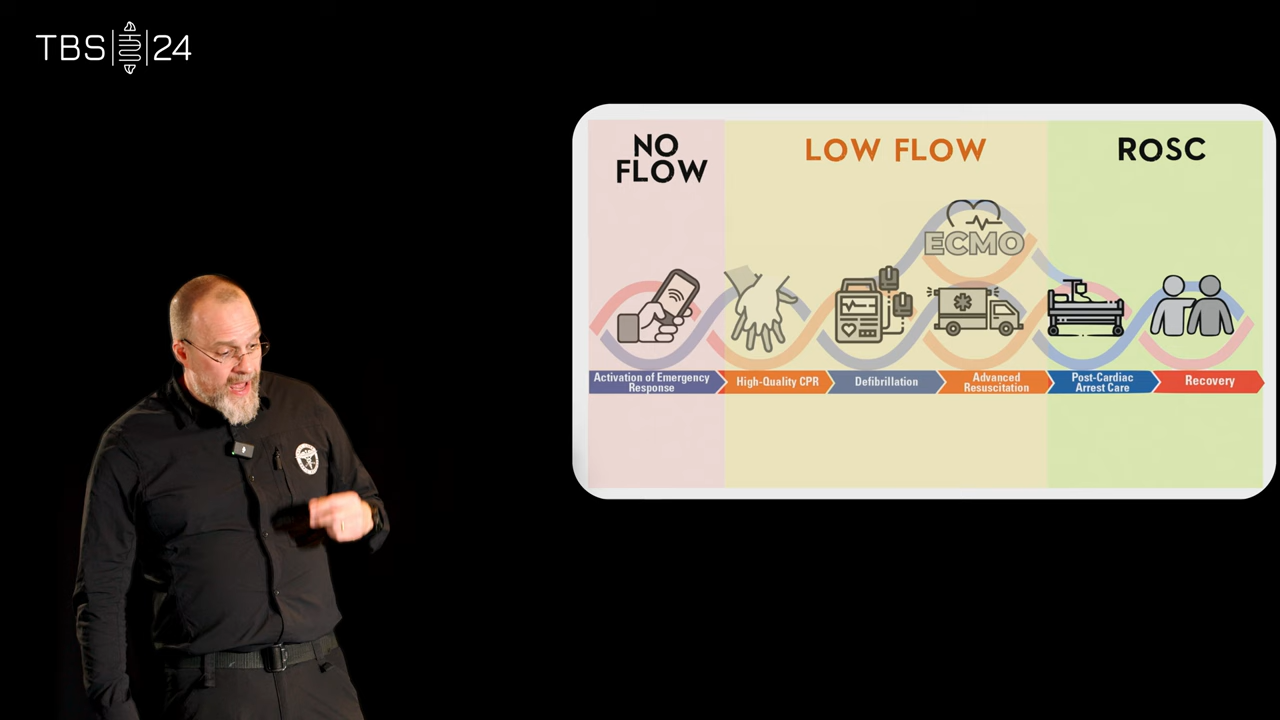 TBS 24
NO
FLOW
LOW FLOW
ROSC
ECMO
Activation of Emergency
Response
High-Quality CPR
Defibrillation
Advanced
Resuscitation
Post-Cardiac
Arrest Care
Recovery